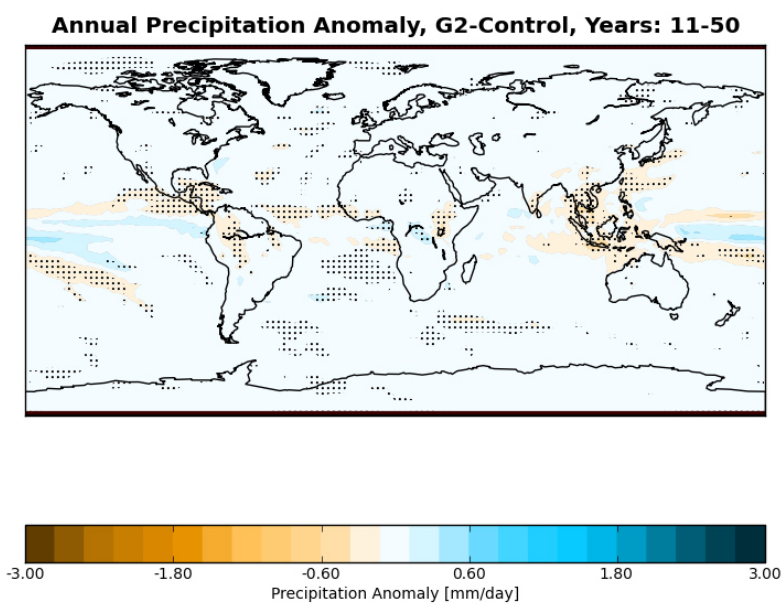 Annual Precipitation Anomaly, G2-Control, Years: 11-50
-3.00 -1.80 -0.60 0.60 1.80 3.00
Precipitation Anomaly [mm/day]